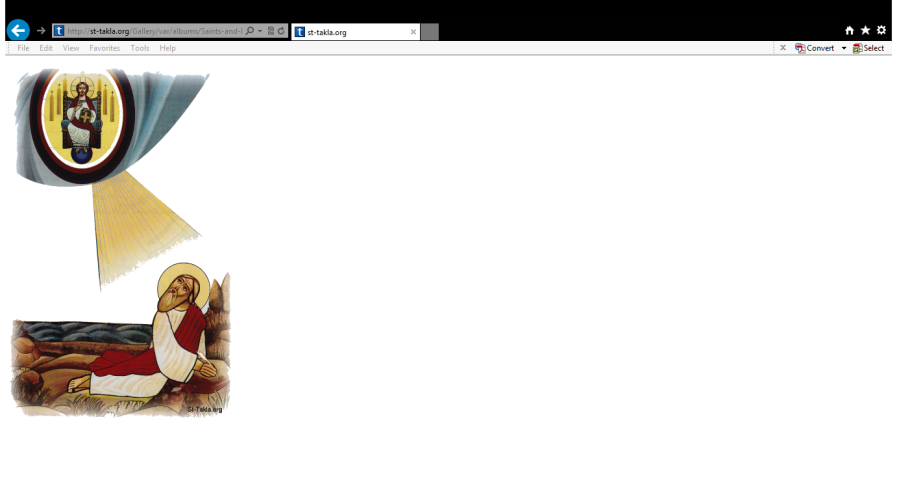 http://st-takla.org/Gallery/var/albums/Saints-and-l
st-takla.org
File Edit View Favorites Tools Help
x Convert Select
St-Takla.org